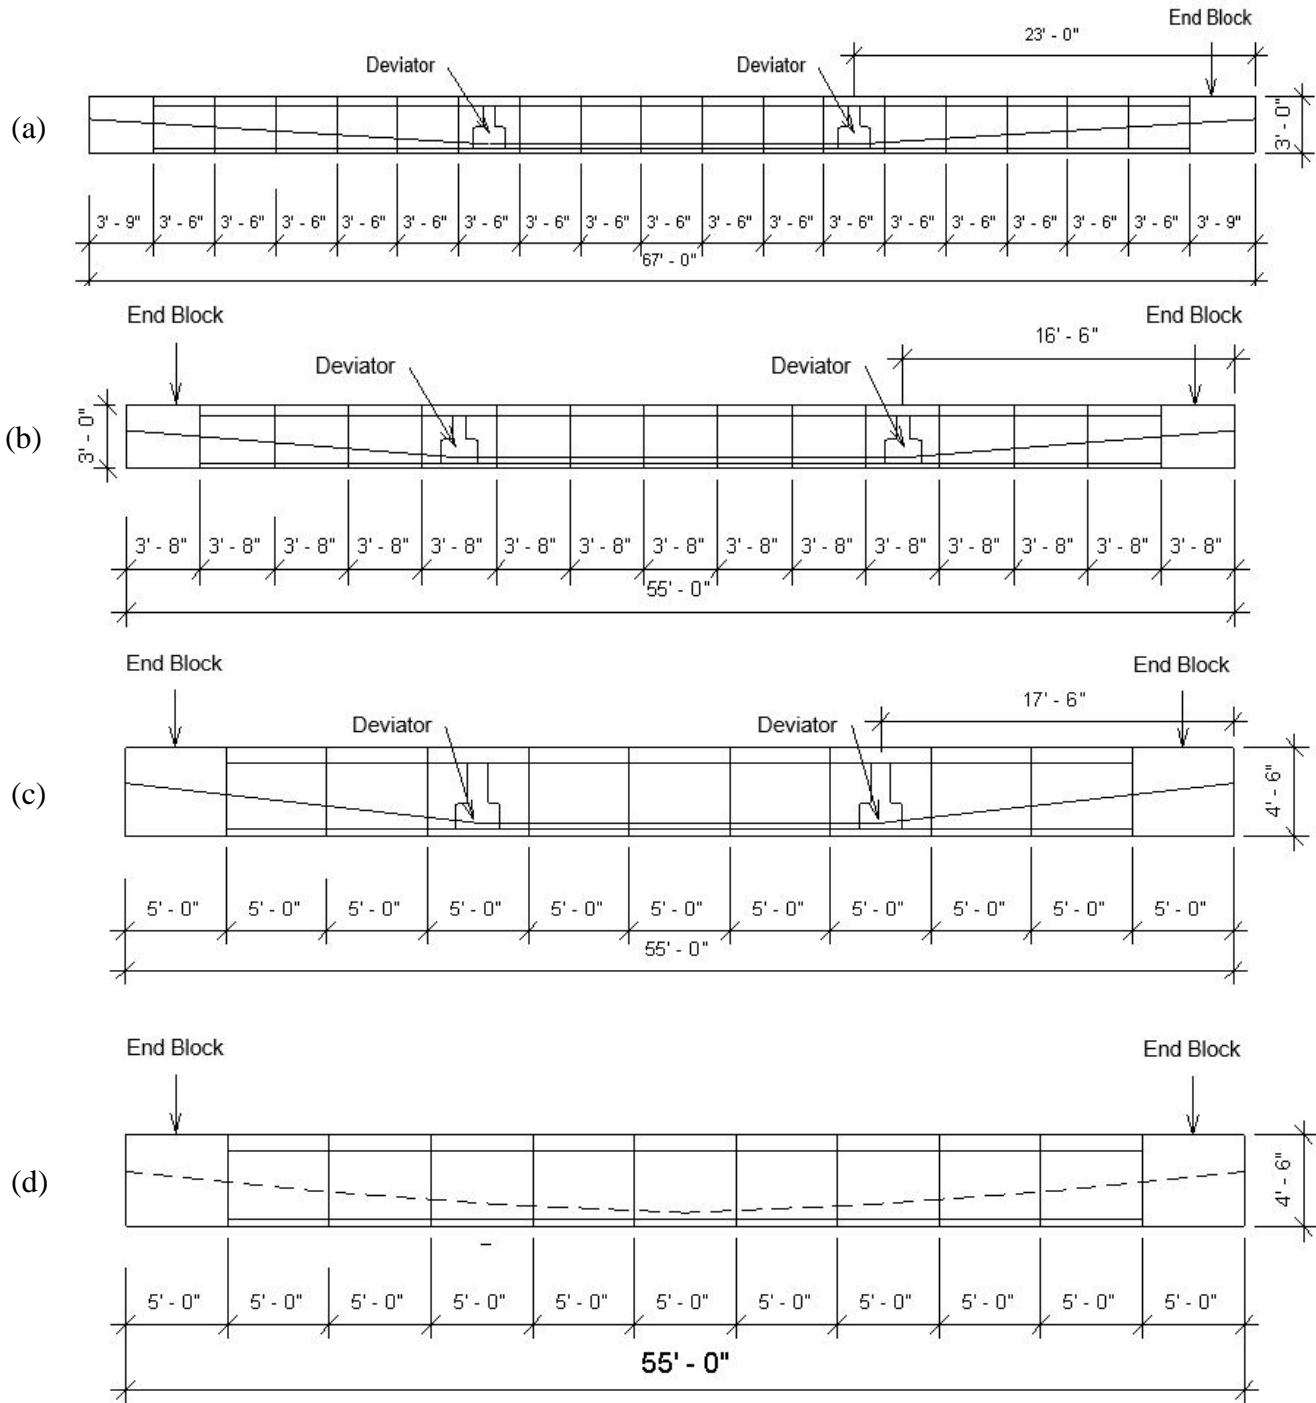 End Block
23' - 0"
Deviator Deviator
(a)
3' - 0"
3' - 9" 3' - 6" 3' - 6" 3' - 6" 3' - 6" 3' - 6" 3' - 6" 3' - 6" 3' - 6" 3' - 6" 3' - 6" 3' - 6" 3' - 6" 3' - 6" 3' - 6" 3' - 6" 3' - 6" 3' - 6" 3' - 9"
67' - 0"
End Block End Block
16' - 6"
Deviator Deviator
(b)
3' - 0"
3' - 8" 3' - 8" 3' - 8" 3' - 8" 3' - 8" 3' - 8" 3' - 8" 3' - 8" 3' - 8" 3' - 8" 3' - 8" 3' - 8" 3' - 8" 3' - 8" 3' - 8"
55' - 0"
End Block End Block
17' - 6"
Deviator Deviator
(c)
4' - 6"
5' - 0" 5' - 0" 5' - 0" 5' - 0" 5' - 0" 5' - 0" 5' - 0" 5' - 0" 5' - 0" 5' - 0" 5' - 0"
55' - 0"
End Block End Block
(d)
4' - 6"
5' - 0" 5' - 0" 5' - 0" 5' - 0" 5' - 0" 5' - 0" 5' - 0" 5' - 0" 5' - 0" 5' - 0" 5' - 0"
55' - 0"